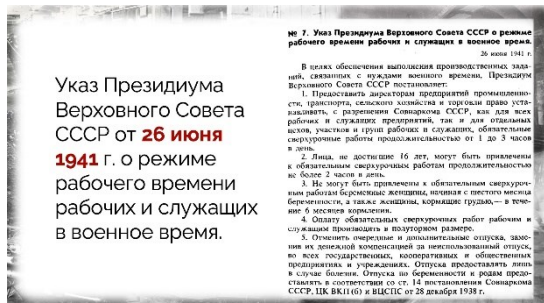 Указ Президиума
Верховного Совета
СССР от 26 июня
1941 г. о режиме
рабочего времени
рабочих и служащих
в военное время.
№ 7. Указ Президиума Верховного Совета СССР о режиме
рабочего времени рабочих и служащих в военное время.
26 июня 1941 г.
В целях обеспечения выполнения производственных зада-
ний, связанных с нуждами военного времени, Президиум
Верховного Совета СССР постановляет:
1. Предоставить директорам предприятий промышленно-
сти, транспорта, сельского хозяйства и торговли право уста-
навливать, с разрешения Совнаркома СССР, как для всех
рабочих и служащих предприятий, так и для отдельных
цехов, участков и групп рабочих и служащих, обязательные
сверхурочные работы продолжительностью от 1 до 3 часов
в день.
2. Лица, не достигшие 16 лет, могут быть привлечены
к обязательным сверхурочным работам продолжительностью
не более 2 часов в день.
3. Не могут быть привлечены к обязательным сверхуроч-
ным работам беременные женщины, начиная с шестого месяца
беременности, а также женщины, кормящие грудью,— в тече-
ние 6 месяцев кормления.
4. Оплату обязательных сверхурочных работ рабочим и
служащим производить в полуторном размере.
5. Отменить очередные и дополнительные отпуска, заме-
нив их денежной компенсацией за неиспользованный отпуск,
во всех государственных, кооперативных и общественных
предприятиях и учреждениях. Отпуска предоставлять лишь
в случае болезни. Отпуска по беременности и родам предо-
ставлять в соответствии со ст. 14 постановления Совнаркома
СССР, ЦК ВКП(б) и ВЦСПС от 28 декабря 1938 г.